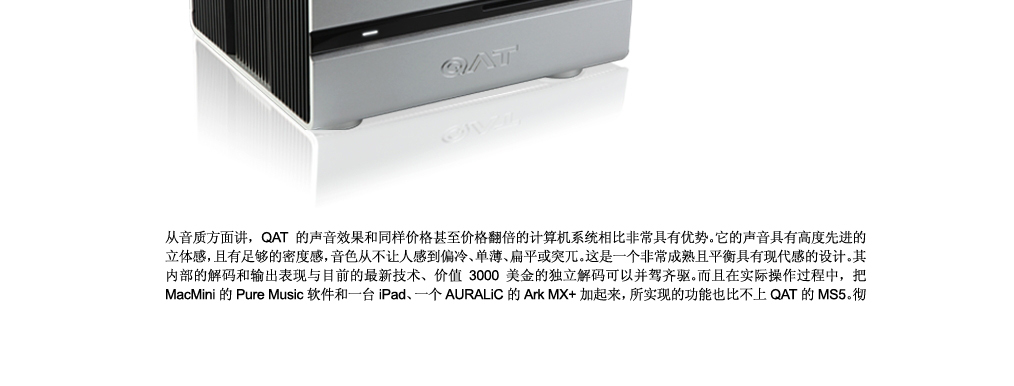 QAT
从音质方面讲，QAT 的声音效果和同样价格甚至价格翻倍的计算机系统相比非常具有优势。它的声音具有高度先进的
立体感，且有足够的密度感，音色从不让人感到偏冷、单薄、扁平或突兀。这是一个非常成熟且平衡具有现代感的设计。其
内部的解码和输出表现与目前的最新技术、价值 3000 美金的独立解码可以并驾齐驱。而且在实际操作过程中，把
MacMini 的 Pure Music 软件和一台 iPad、一个 AURALiC 的 Ark MX+ 加起来，所实现的功能也比不上 QAT 的 MS5。彻